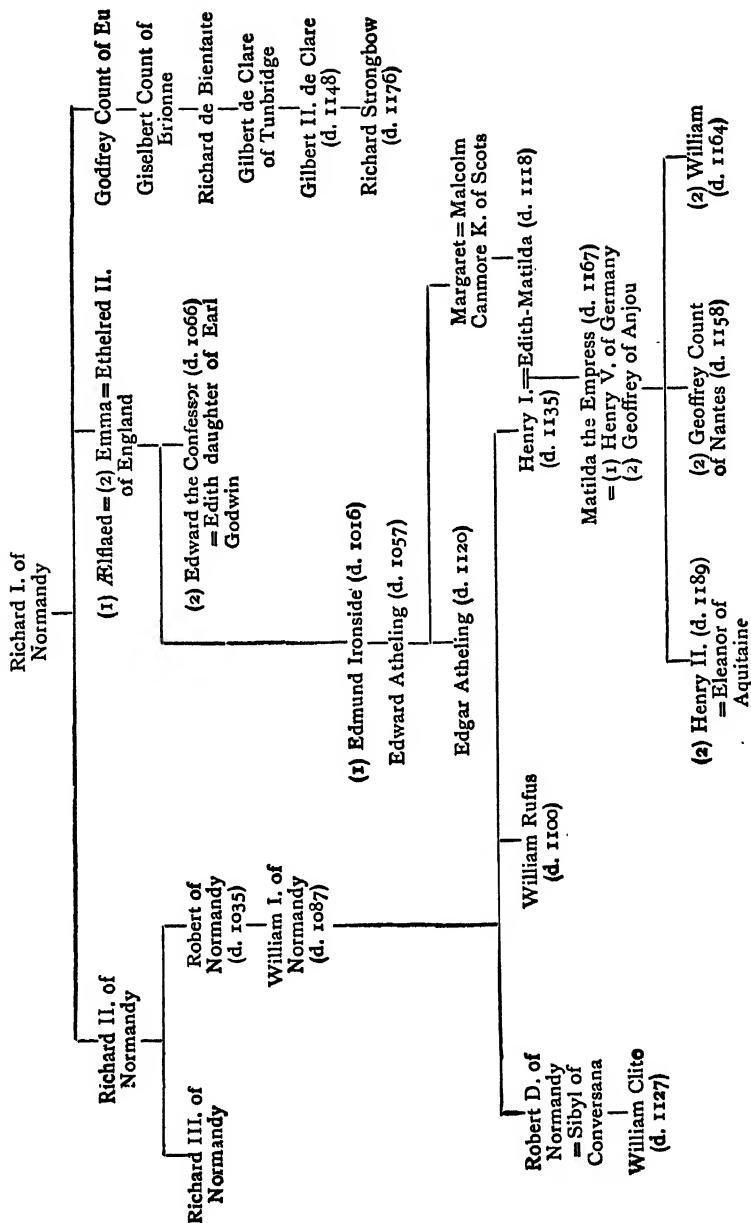 Richard I. of
Normandy
Richard II. of
Normandy
(1) Ælflaed = (2) Emma = Ethelred II.
of England
Godfrey Count of Eu
Giselbert Count of
Brionne
Richard de Bienfaite
Gilbert de Clare
of Tunbridge
Gilbert II. de Clare
(d. 1148)
Richard Strongbow
(d. 1176)
Richard III. of
Normandy
Robert of
Normandy
(d. 1035)
William I. of
Normandy
(d. 1087)
(2) Edward the Confessor (d. 1066)
= Edith daughter of Earl
Godwin
(1) Edmund Ironside (d. 1016)
Edward Atheling (d. 1057)
Edgar Atheling (d. 1120)
Margaret = Malcolm
Canmore K. of Scots
Robert D. of
Normandy
= Sibyl of
Conversana
William Clito
(d. 1127)
William Rufus
(d. 1100)
Henry I. = Edith-Matilda (d. 1118)
(d. 1135)
Matilda the Empress (d. 1167)
= (1) Henry V. of Germany
(2) Geoffrey of Anjou
(2) Henry II. (d. 1189)
= Eleanor of
Aquitaine
(2) Geoffrey Count
of Nantes (d. 1158)
(2) William
(d. 1164)